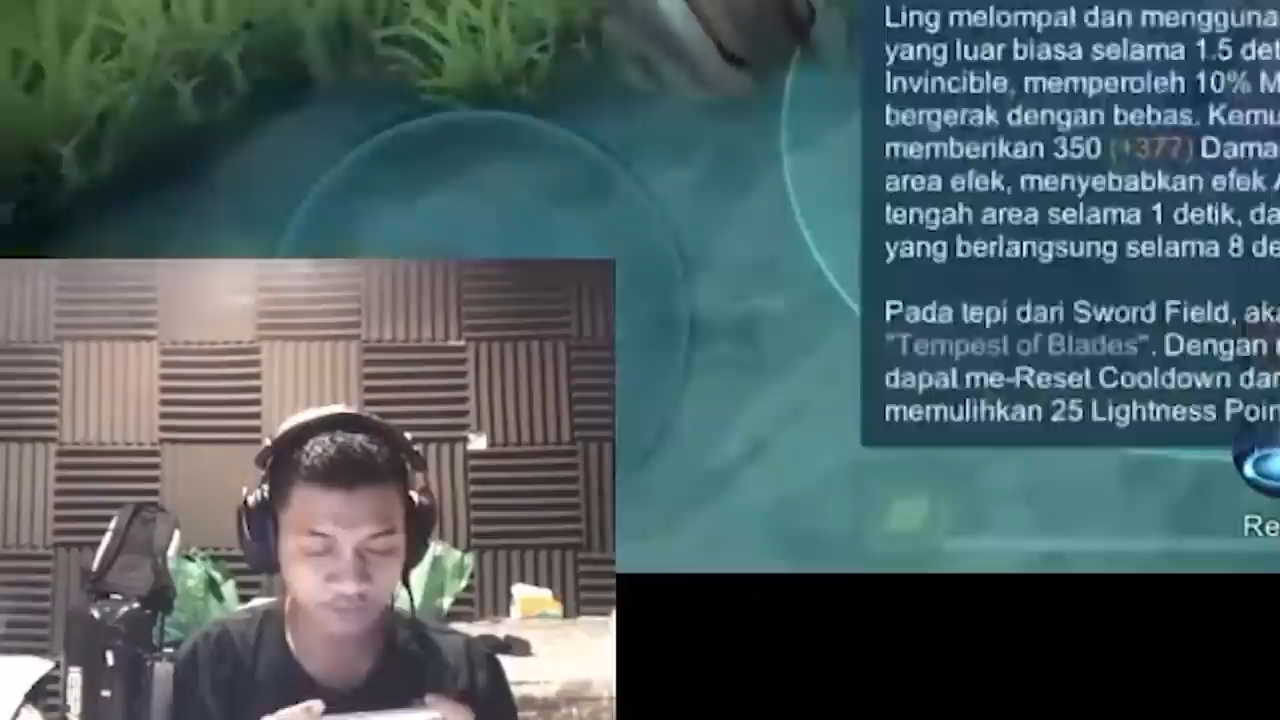 Ling melompat dan mengguna
yang luar biasa selama 1.5 det
Invincible, memperoleh 10% M
bergerak dengan bebas. Kemu
memberikan 350 (+377) Dama
area efek, menyebabkan efek A
tengah area selama 1 detik, da
yang berlangsung selama 8 de
Pada tepi dari Sword Field, aka
"Tempest of Blades". Dengan m
dapat me-Reset Cooldown dar
memulihkan 25 Lightness Poin
Re